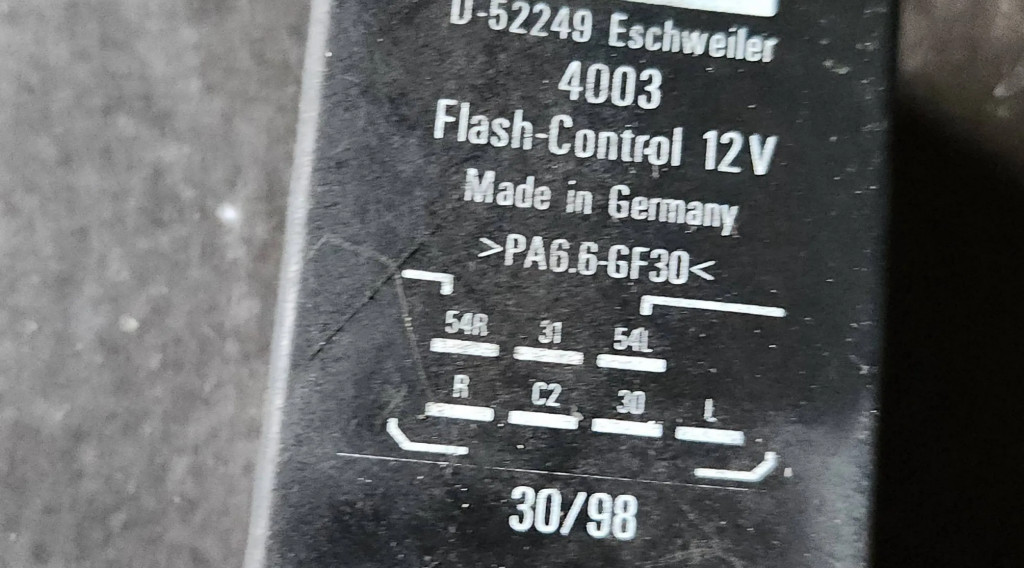 D-52249 Eschweiler
4003
Flash-Control 12V
Made in Germany
>PA6.6-GF30<
54R 31 54L
R C2 30 L
30/98